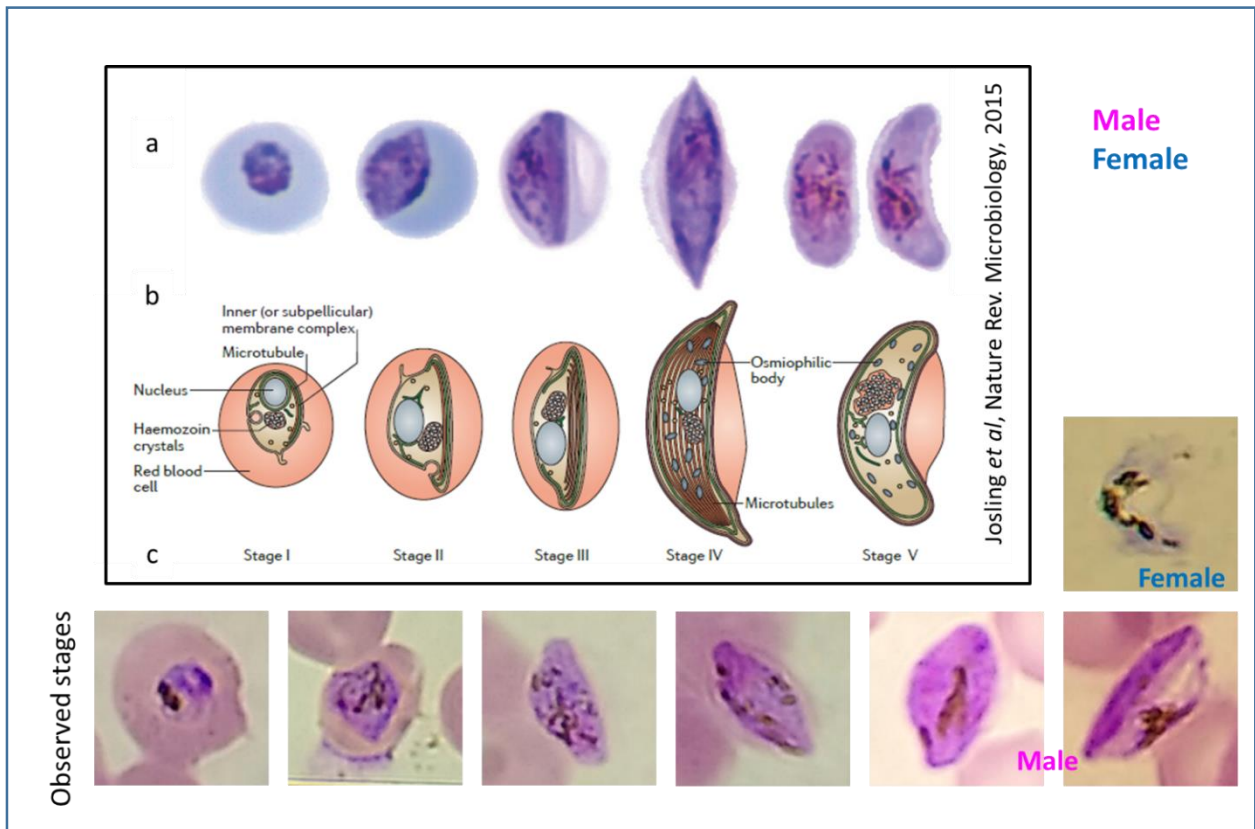 a
b
Inner (or subpellicular)
membrane complex
Microtubule
Nucleus
Haemozoin
crystals
Red blood
cell
Osmiophilic
body
Microtubules
c
Stage I
Stage II
Stage III
Stage IV
Stage V
Josling et al, Nature Rev. Microbiology, 2015
Male
Female
Female
Observed stages
Male